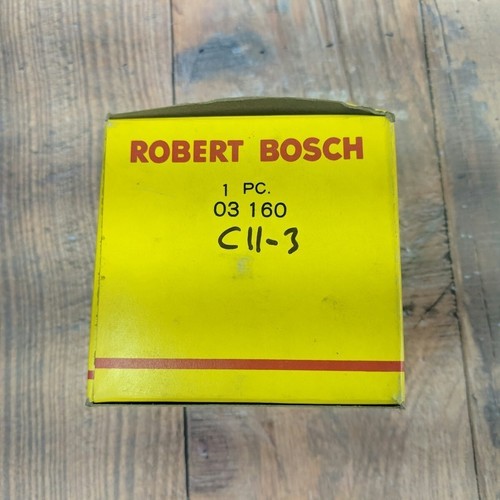 ROBERT BOSCH
1 PC.
03 160
C11-3